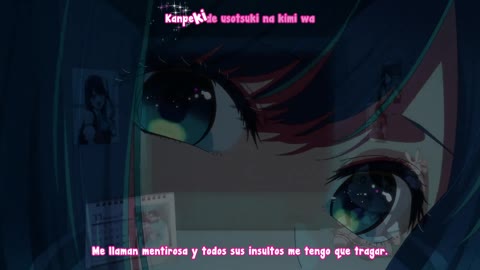 Kanpeki de usotsuki na kimi wa
Me llaman mentirosa y todos sus insultos me tengo que tragar.